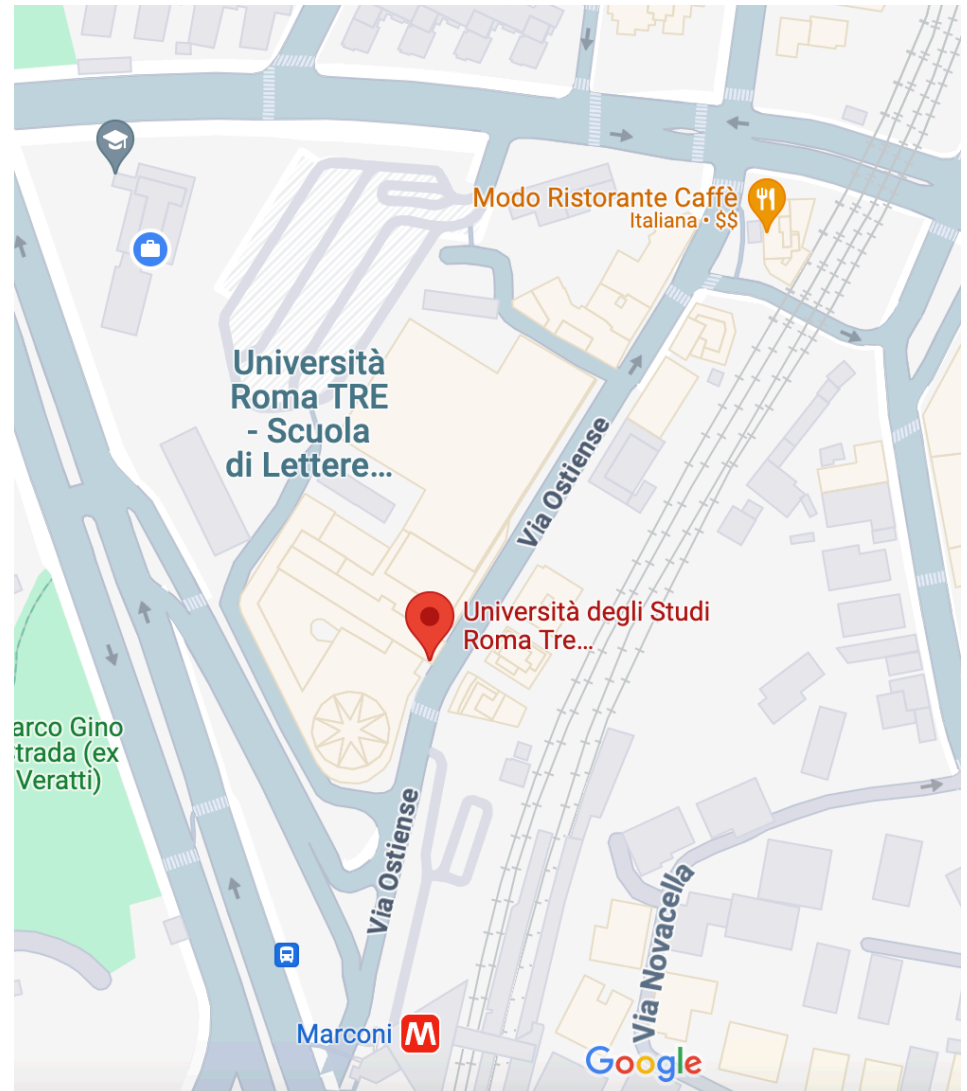 Modo Ristorante Caffè
Italiana • $$
Università
Roma TRE
- Scuola
di Lettere...
Via Ostiense
Università degli Studi
Roma Tre...
arco Gino
trada (ex
Veratti)
Via Ostiense
Via Novacella
Marconi M
Google